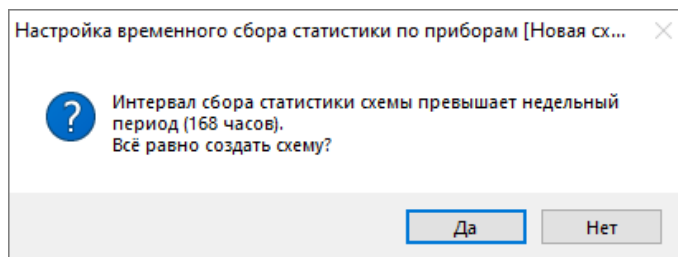 Настройка временного сбора статистики по приборам [Новая сх...
Интервал сбора статистики схемы превышает недельный
период (168 часов).
Всё равно создать схему?
Да
Нет